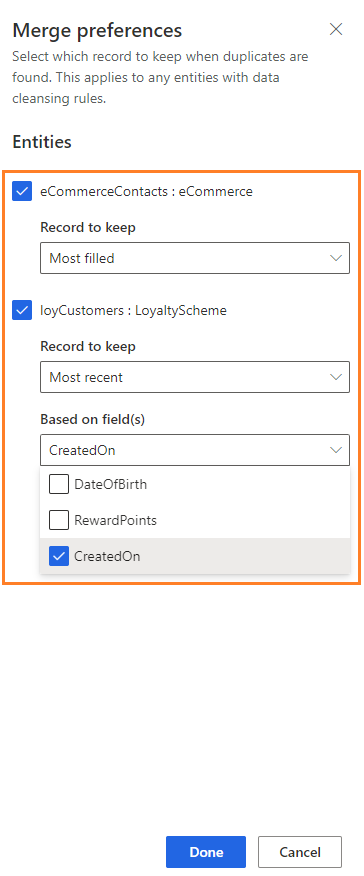 Merge preferences
Select which record to keep when duplicates are
found. This applies to any entities with data
cleansing rules.
Entities
eCommerceContacts : eCommerce
Record to keep
Most filled
loyCustomers : LoyaltyScheme
Record to keep
Most recent
Based on field(s)
CreatedOn
DateOfBirth
RewardPoints
CreatedOn
Done Cancel